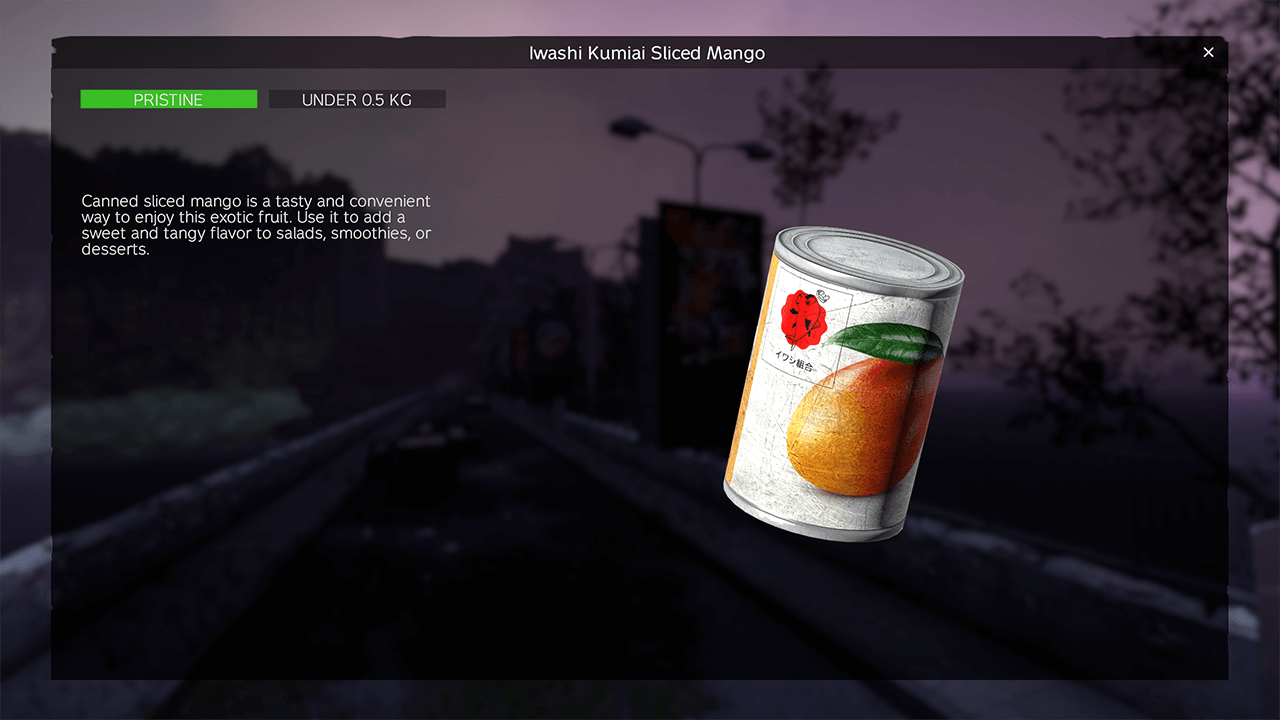 Iwashi Kumiai Sliced Mango
PRISTINE
UNDER 0.5 KG
Canned sliced mango is a tasty and convenient
way to enjoy this exotic fruit. Use it to add a
sweet and tangy flavor to salads, smoothies, or
desserts.
イワシ組合